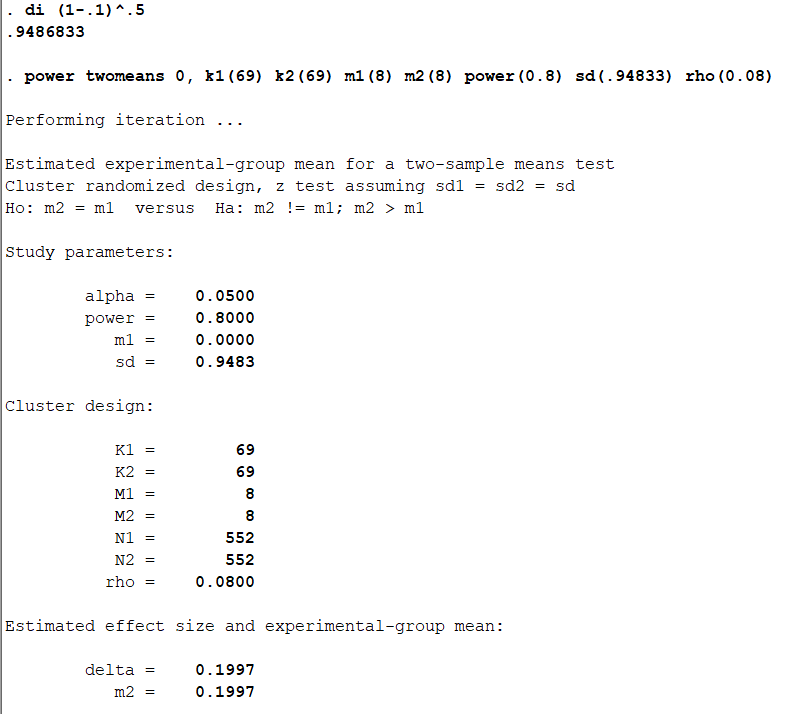 . di (1-.1)^.5
.9486833
. power twomeans 0, k1(69) k2(69) m1(8) m2(8) power(0.8) sd(.94833) rho(0.08)
Performing iteration ...
Estimated experimental-group mean for a two-sample means test
Cluster randomized design, z test assuming sd1 = sd2 = sd
Ho: m2 = m1  versus  Ha: m2 != m1; m2 > m1
Study parameters:
alpha = 0.0500
power = 0.8000
m1 = 0.0000
sd = 0.9483
Cluster design:
K1 = 69
K2 = 69
M1 = 8
M2 = 8
N1 = 552
N2 = 552
rho = 0.0800
Estimated effect size and experimental-group mean:
delta = 0.1997
m2 = 0.1997